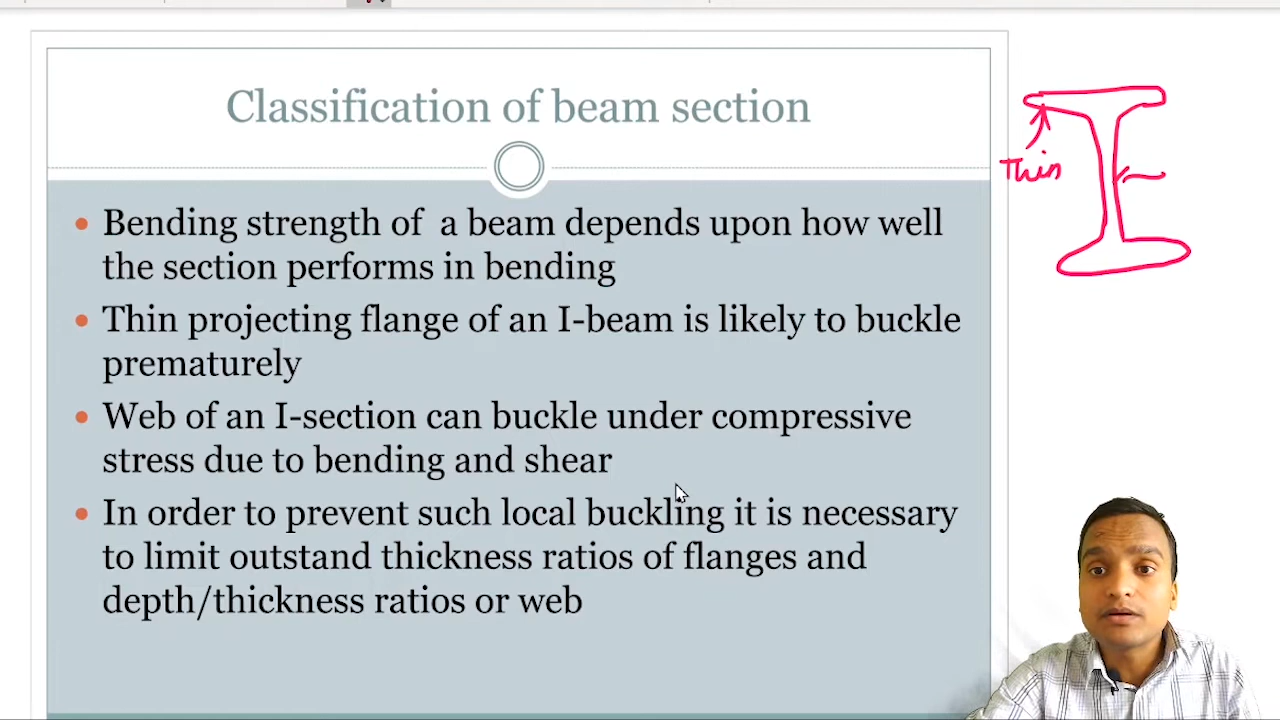 Classification of beam section
• Bending strength of a beam depends upon how well
the section performs in bending
• Thin projecting flange of an I-beam is likely to buckle
prematurely
• Web of an I-section can buckle under compressive
stress due to bending and shear
• In order to prevent such local buckling it is necessary
to limit outstand thickness ratios of flanges and
depth/thickness ratios or web
Thin